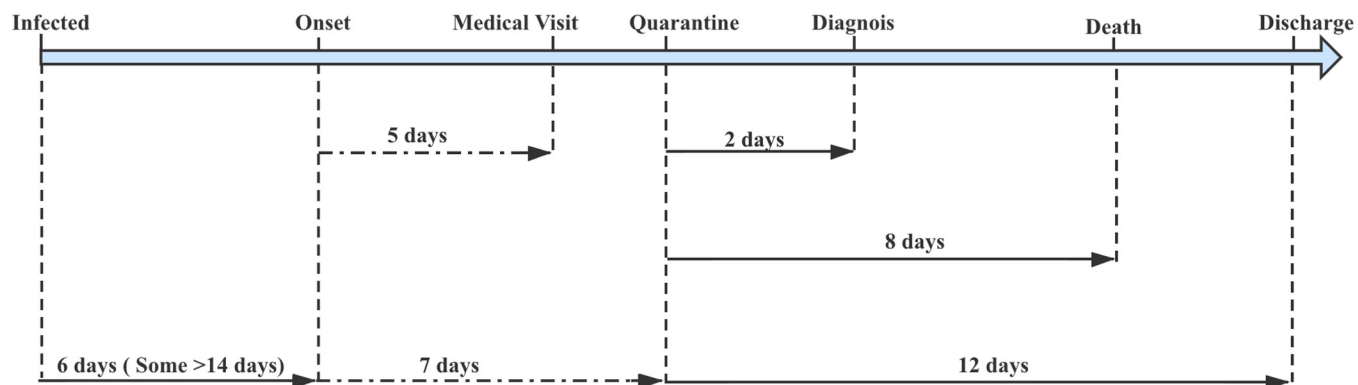 Infected
Onset
Medical Visit
Quarantine
Diagnois
Death
Discharge
5 days
2 days
8 days
6 days ( Some >14 days)
7 days
12 days